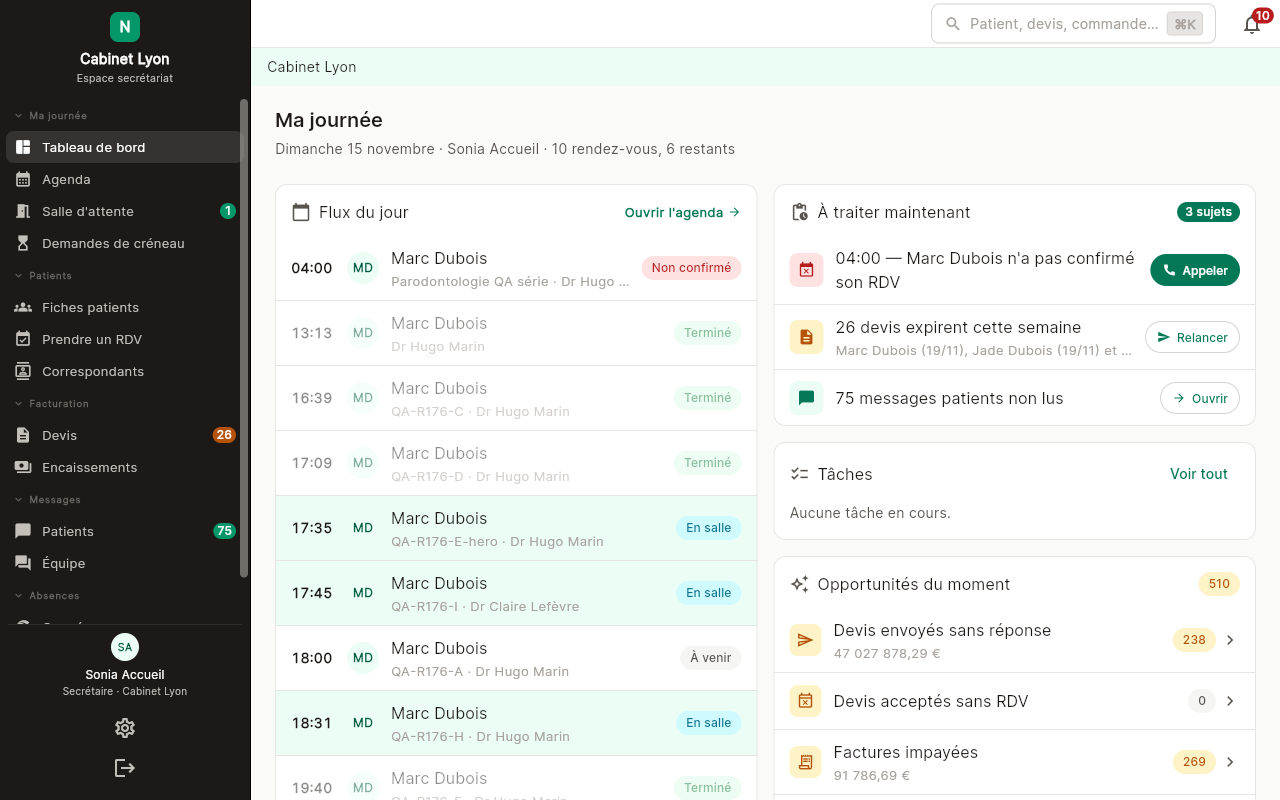 N
Cabinet Lyon
Espace secrétariat
Ma journée
Tableau de bord
Agenda
Salle d'attente
1
Demandes de créneau
Patients
Fiches patients
Prendre un RDV
Correspondants
Facturation
Devis
26
Encaissements
Messages
Patients
75
Équipe
Absences
SA
Sonia Accueil
Secrétaire · Cabinet Lyon
Patient, devis, commande...
⌘K
10
Cabinet Lyon
Ma journée
Dimanche 15 novembre · Sonia Accueil · 10 rendez-vous, 6 restants
Flux du jour
Ouvrir l'agenda →
04:00
MD
Marc Dubois
Parodontologie QA série · Dr Hugo ...
Non confirmé
13:13
MD
Marc Dubois
Dr Hugo Marin
Terminé
16:39
MD
Marc Dubois
QA-R176-C · Dr Hugo Marin
Terminé
17:09
MD
Marc Dubois
QA-R176-D · Dr Hugo Marin
Terminé
17:35
MD
Marc Dubois
QA-R176-E-hero · Dr Hugo Marin
En salle
17:45
MD
Marc Dubois
QA-R176-I · Dr Claire Lefèvre
En salle
18:00
MD
Marc Dubois
QA-R176-A · Dr Hugo Marin
À venir
18:31
MD
Marc Dubois
QA-R176-H · Dr Hugo Marin
En salle
19:40
MD
Marc Dubois
Terminé
À traiter maintenant
3 sujets
04:00 — Marc Dubois n'a pas confirmé
son RDV
Appeler
26 devis expirent cette semaine
Marc Dubois (19/11), Jade Dubois (19/11) et ...
Relancer
75 messages patients non lus
Ouvrir
Tâches
Voir tout
Aucune tâche en cours.
Opportunités du moment
510
Devis envoyés sans réponse
47 027 878,29 €
238
Devis acceptés sans RDV
0
Factures impayées
91 786,69 €
269